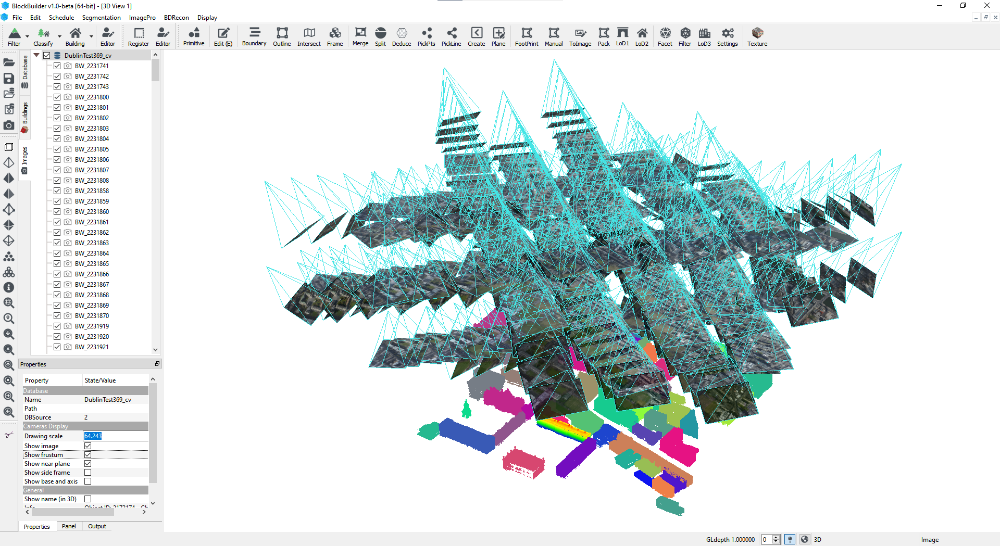 BlockBuilder v1.0-beta [64-bit] - [3D View 1]
File Edit Schedule Segmentation ImagePro BDRecon Display
Filter Classify Building Editor Register Editor Primitive Edit (E) Boundary Outline Intersect Frame Merge Split Deduce PickPts PickLine Create Plane FootPrint Manual ToImage Pack LoD1 LoD2 Facet Filter LoD3 Settings Texture
Database
Buildings
Images
DublinTest369_cv
BW_2231741
BW_2231742
BW_2231743
BW_2231800
BW_2231801
BW_2231802
BW_2231803
BW_2231804
BW_2231805
BW_2231806
BW_2231807
BW_2231808
BW_2231858
BW_2231859
BW_2231860
BW_2231861
BW_2231862
BW_2231863
BW_2231864
BW_2231865
BW_2231866
BW_2231867
BW_2231868
BW_2231869
BW_2231870
BW_2231919
BW_2231920
BW_2231921
Properties
Property State/Value
Database
Name DublinTest369_cv
Path
DBSource 2
Cameras Display
Drawing scale 64.243
Show image
Show frustum
Show near plane
Show side frame
Show base and axis
General
Show name (in 3D)
Properties Panel Output
GLdepth 1.000000 0 3D Image